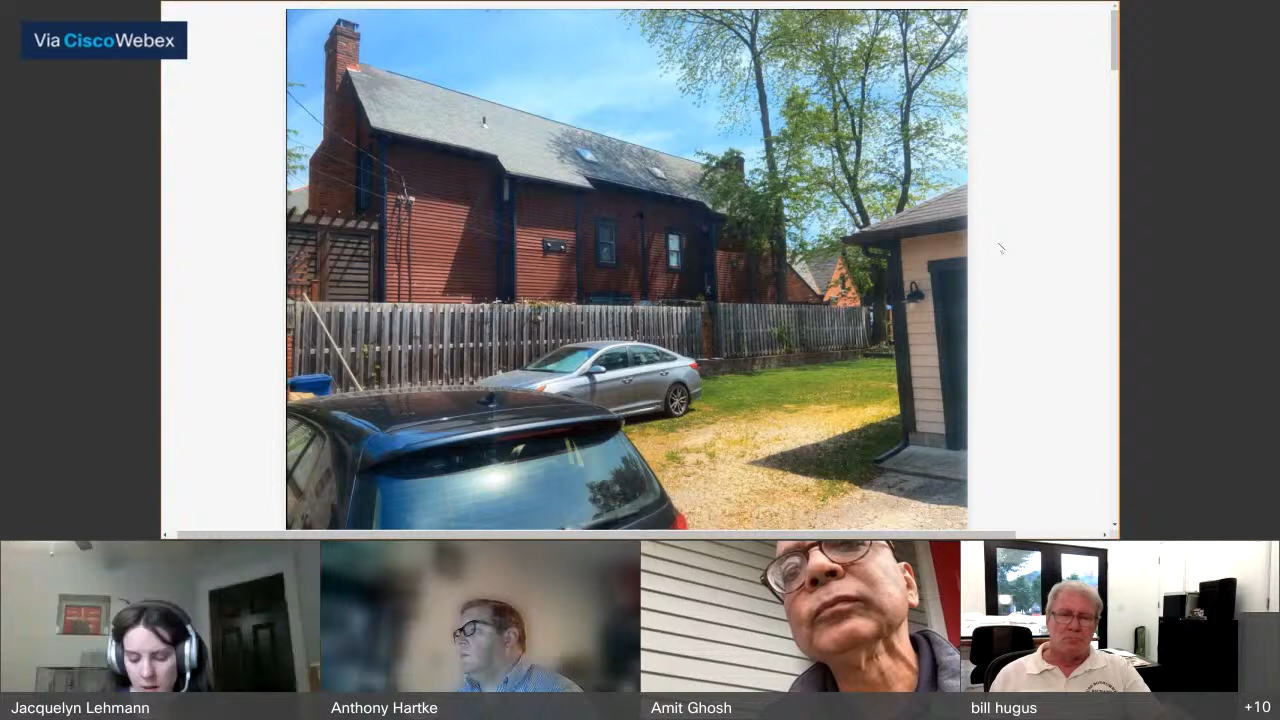 Via CiscoWebex
Jacquelyn Lehmann
Anthony Hartke
Amit Ghosh
bill hugus
+10